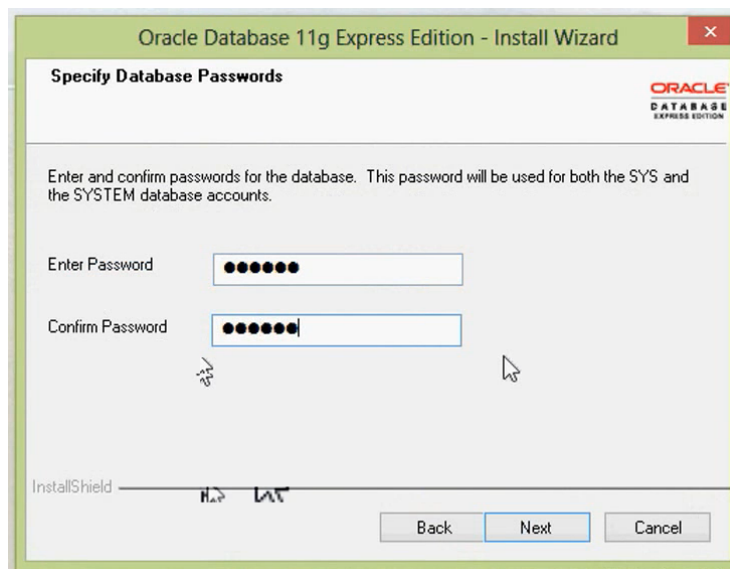 Oracle Database 11g Express Edition - Install Wizard
Specify Database Passwords
ORACLE
DATABASE
EXPRESS EDITION
Enter and confirm passwords for the database. This password will be used for both the SYS and
the SYSTEM database accounts.
Enter Password
Confirm Password
InstallShield
Back Next Cancel